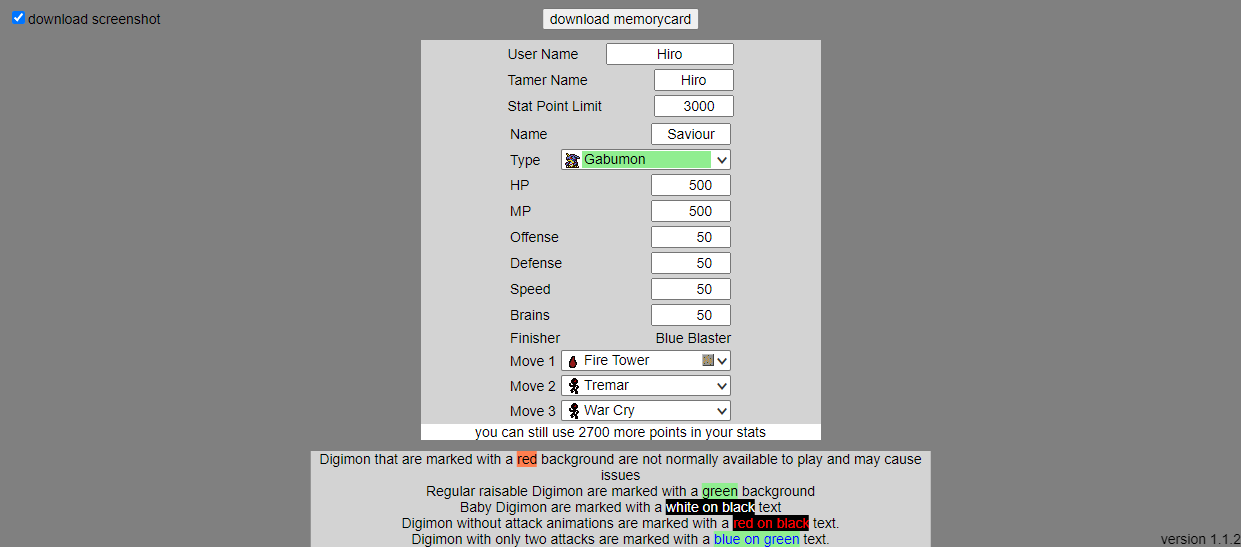 download screenshot
download memorycard
User Name Hiro
Tamer Name Hiro
Stat Point Limit 3000
Name Saviour
Type Gabumon
HP 500
MP 500
Offense 50
Defense 50
Speed 50
Brains 50
Finisher Blue Blaster
Move 1 Fire Tower
Move 2 Tremar
Move 3 War Cry
you can still use 2700 more points in your stats
Digimon that are marked with a red background are not normally available to play and may cause
issues
Regular raisable Digimon are marked with a green background
Baby Digimon are marked with a white on black text
Digimon without attack animations are marked with a red on black text.
Digimon with only two attacks are marked with a blue on green text.
version 1.1.2